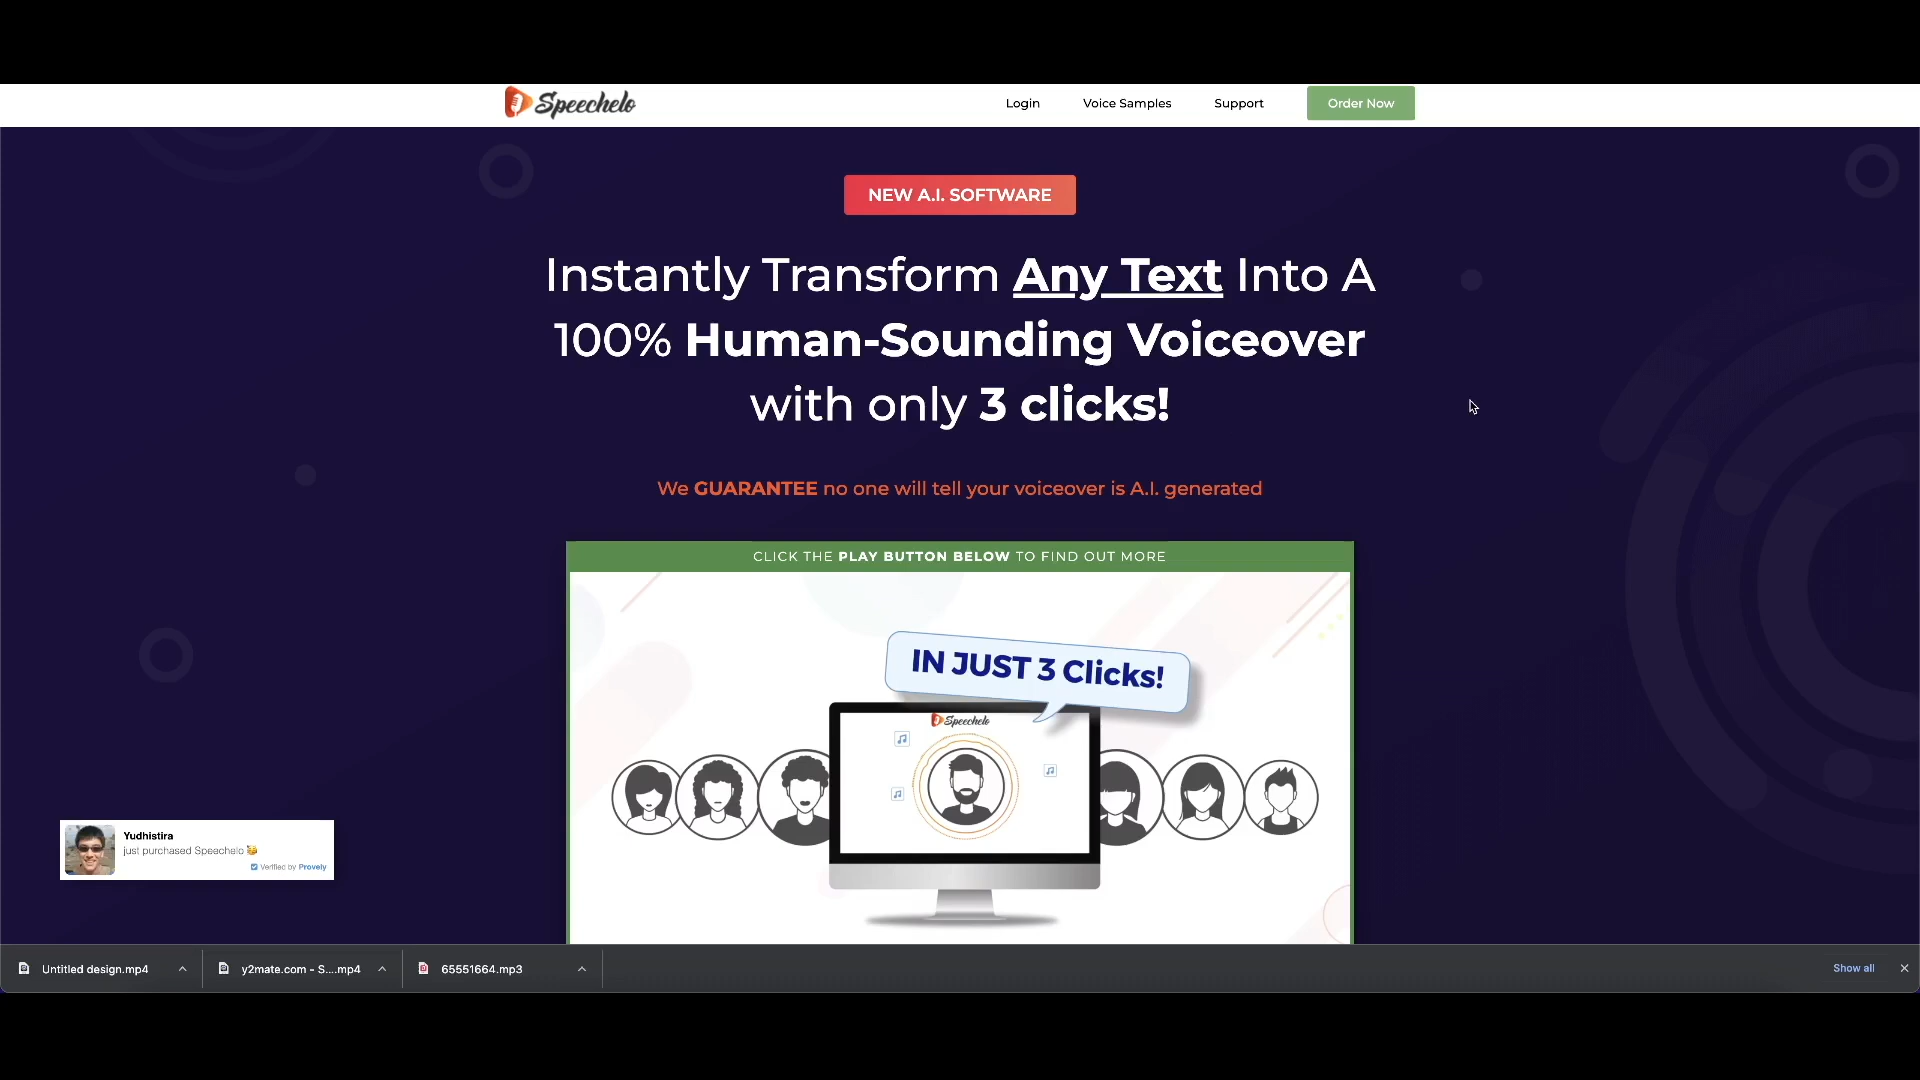 Speechelo
Login
Voice Samples
Support
Order Now
NEW A.I. SOFTWARE
Instantly Transform Any Text Into A
100% Human-Sounding Voiceover
with only 3 clicks!
We GUARANTEE no one will tell your voiceover is A.I. generated
CLICK THE PLAY BUTTON BELOW TO FIND OUT MORE
IN JUST 3 Clicks!
Speechelo
Yudhistira
just purchased Speechelo 🥳
Verified by Provely
Untitled design.mp4
y2mate.com - S....mp4
65551664.mp3
Show all